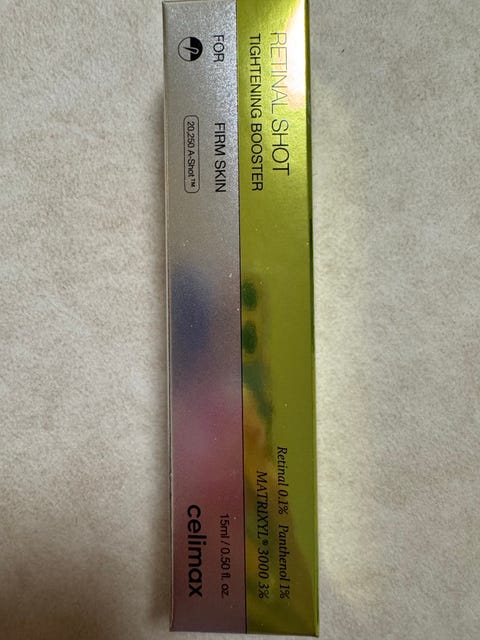 RETINAL SHOT
TIGHTENING BOOSTER
Retinal 0.1% Panthenol 1%
MATRIXYL® 3000 3%
FOR FIRM SKIN
20,250 A-Shot™
15ml / 0.50 fl. oz.
celimax